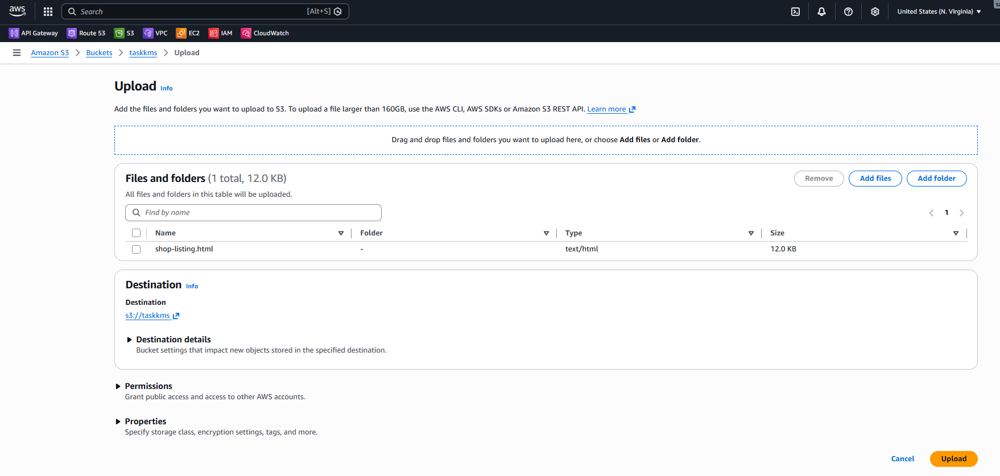 aws Search [Alt+S] United States (N. Virginia)
API Gateway Route 53 S3 VPC EC2 IAM CloudWatch
Amazon S3 Buckets taskkms Upload
Upload Info
Add the files and folders you want to upload to S3. To upload a file larger than 160GB, use the AWS CLI, AWS SDKs or Amazon S3 REST API. Learn more
Drag and drop files and folders you want to upload here, or choose Add files or Add folder.
Files and folders (1 total, 12.0 KB) Remove Add files Add folder
All files and folders in this table will be uploaded.
Find by name 1
Name Folder Type Size
shop-listing.html - text/html 12.0 KB
Destination Info
Destination
s3://taskkms
Destination details
Bucket settings that impact new objects stored in the specified destination.
Permissions
Grant public access and access to other AWS accounts.
Properties
Specify storage class, encryption settings, tags, and more.
Cancel Upload